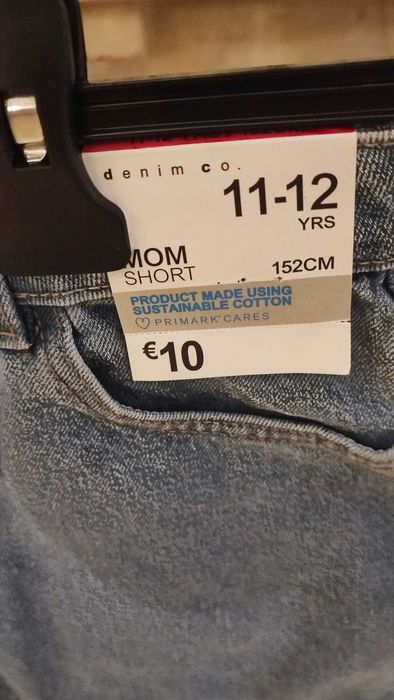 denim co.
11-12
YRS
MOM
SHORT
152CM
PRODUCT MADE USING
SUSTAINABLE COTTON
PRIMARK CARES
€10